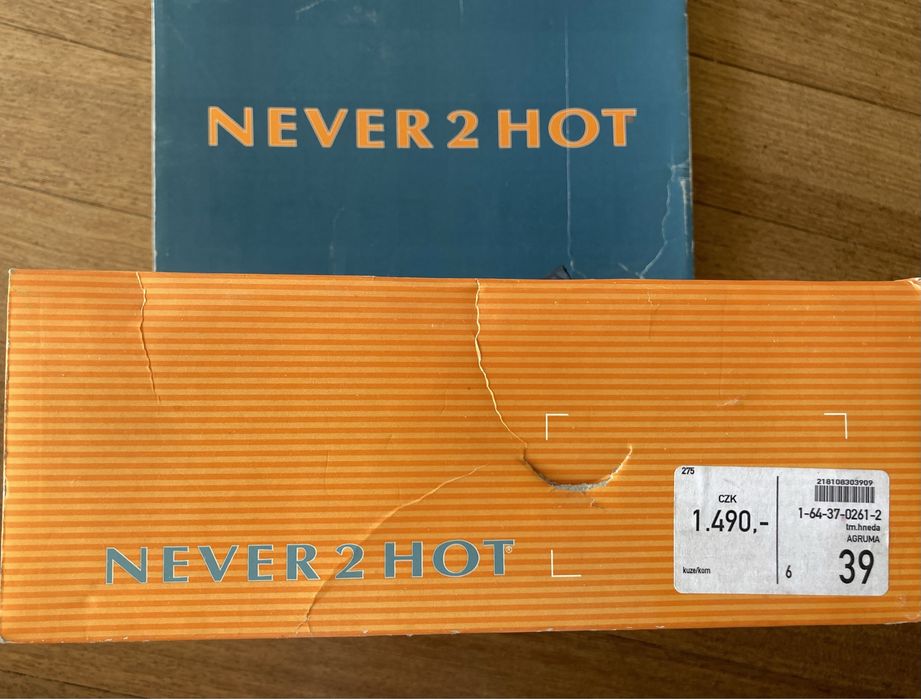 NEVER 2 HOT
NEVER 2 HOT®
275
CZK
1.490,-
kuze/kom
218108303909
1-64-37-0261-2
tm.hneda
AGRUMA
6
39